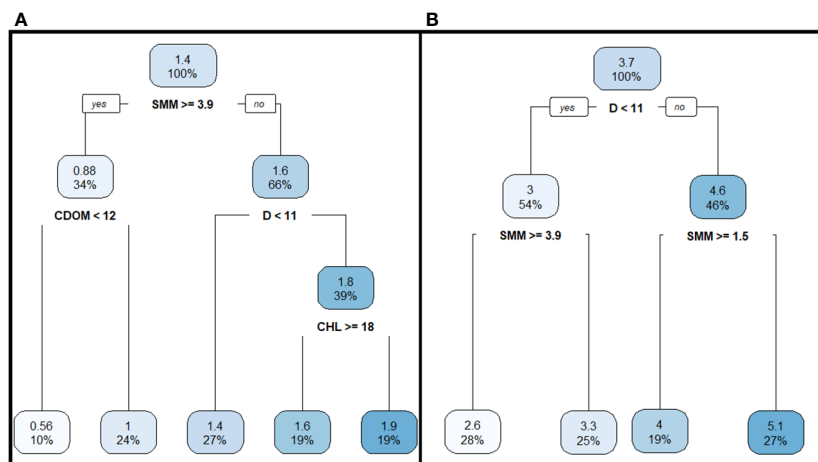 A
1.4
100%
yes
SMM >= 3.9
no
0.88
34%
1.6
66%
CDOM < 12
D < 11
1.8
39%
CHL >= 18
0.56
10%
1
24%
1.4
27%
1.6
19%
1.9
19%
B
3.7
100%
yes
D < 11
no
3
54%
4.6
46%
SMM >= 3.9
SMM >= 1.5
2.6
28%
3.3
25%
4
19%
5.1
27%